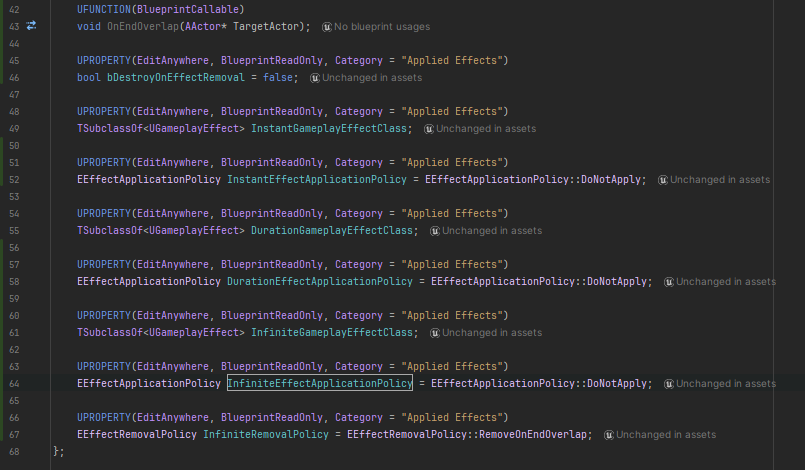 42 UFUNCTION(BlueprintCallable)
43 void OnEndOverlap(AActor* TargetActor); No blueprint usages
44
45 UPROPERTY(EditAnywhere, BlueprintReadOnly, Category = "Applied Effects")
46 bool bDestroyOnEffectRemoval = false; Unchanged in assets
47
48 UPROPERTY(EditAnywhere, BlueprintReadOnly, Category = "Applied Effects")
49 TSubclassOf<UGameplayEffect> InstantGameplayEffectClass; Unchanged in assets
50
51 UPROPERTY(EditAnywhere, BlueprintReadOnly, Category = "Applied Effects")
52 EEffectApplicationPolicy InstantEffectApplicationPolicy = EEffectApplicationPolicy::DoNotApply; Unchanged in assets
53
54 UPROPERTY(EditAnywhere, BlueprintReadOnly, Category = "Applied Effects")
55 TSubclassOf<UGameplayEffect> DurationGameplayEffectClass; Unchanged in assets
56
57 UPROPERTY(EditAnywhere, BlueprintReadOnly, Category = "Applied Effects")
58 EEffectApplicationPolicy DurationEffectApplicationPolicy = EEffectApplicationPolicy::DoNotApply; Unchanged in assets
59
60 UPROPERTY(EditAnywhere, BlueprintReadOnly, Category = "Applied Effects")
61 TSubclassOf<UGameplayEffect> InfiniteGameplayEffectClass; Unchanged in assets
62
63 UPROPERTY(EditAnywhere, BlueprintReadOnly, Category = "Applied Effects")
64 EEffectApplicationPolicy InfiniteEffectApplicationPolicy = EEffectApplicationPolicy::DoNotApply; Unchanged in assets
65
66 UPROPERTY(EditAnywhere, BlueprintReadOnly, Category = "Applied Effects")
67 EEffectRemovalPolicy InfiniteRemovalPolicy = EEffectRemovalPolicy::RemoveOnEndOverlap; Unchanged in assets
68 };